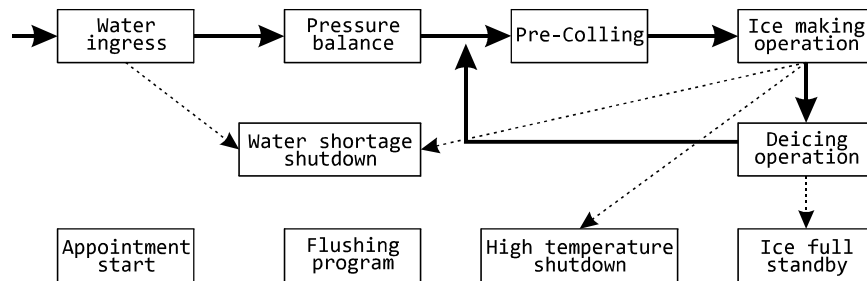 Water
ingress
Pressure
balance
Pre-Colling
Ice making
operation
Water shortage
shutdown
Deicing
operation
Appointment
start
Flushing
program
High temperature
shutdown
Ice full
standby